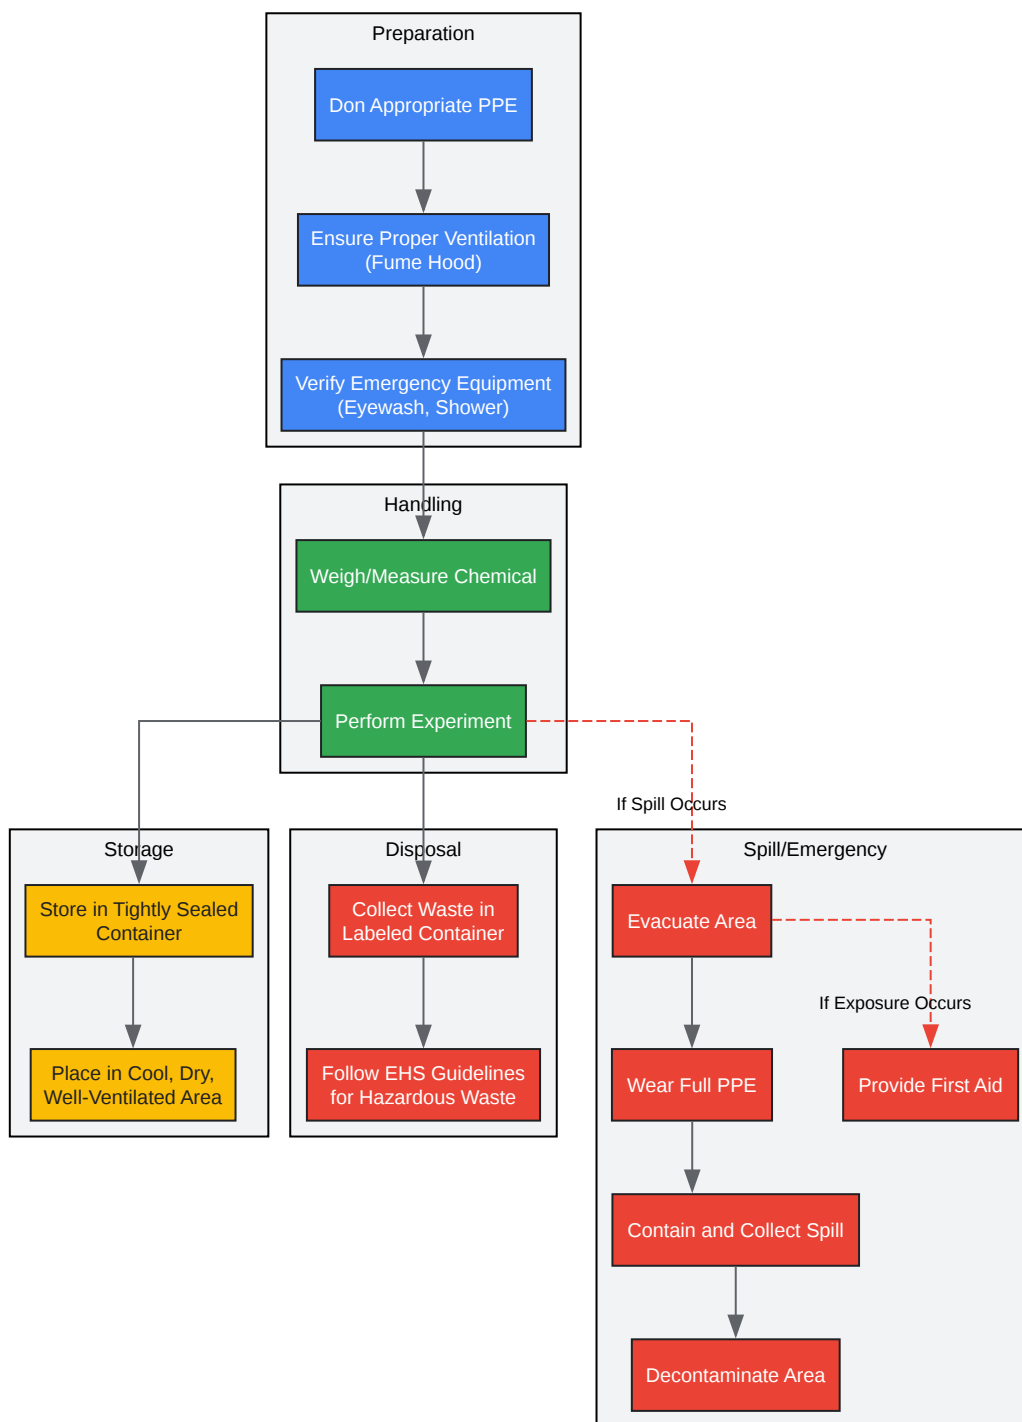 Preparation
Don Appropriate PPE
Ensure Proper Ventilation
(Fume Hood)
Verify Emergency Equipment
(Eyewash, Shower)
Handling
Weigh/Measure Chemical
Perform Experiment
If Spill Occurs
Storage
Store in Tightly Sealed
Container
Place in Cool, Dry,
Well-Ventilated Area
Disposal
Collect Waste in
Labeled Container
Follow EHS Guidelines
for Hazardous Waste
Spill/Emergency
Evacuate Area
If Exposure Occurs
Wear Full PPE
Provide First Aid
Contain and Collect Spill
Decontaminate Area